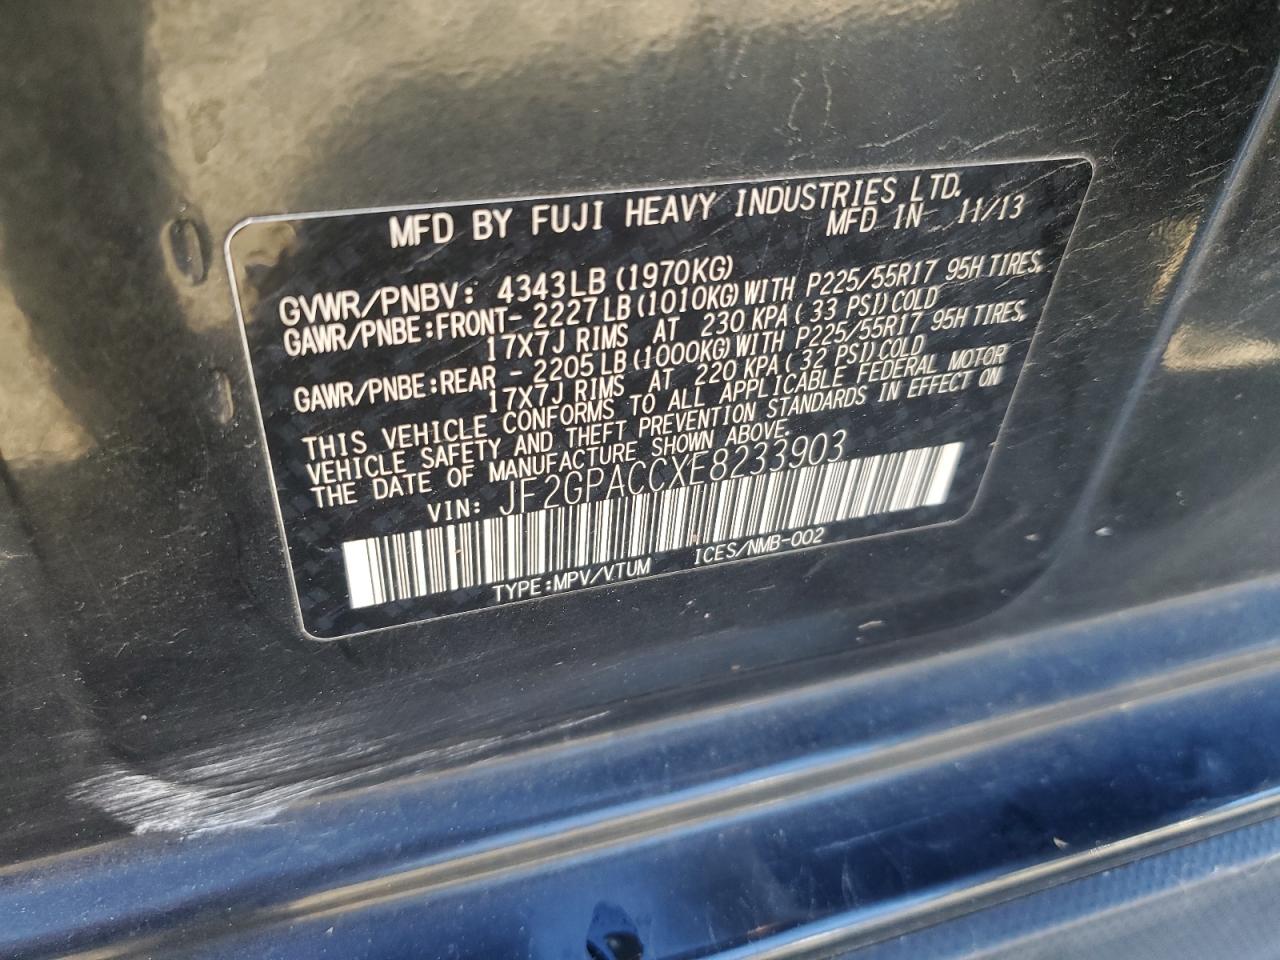 MFD BY FUJI HEAVY INDUSTRIES LTD.
MFD IN 11/13
GVWR/PNBV: 4343LB (1970KG)
GAWR/PNBE:FRONT- 2227LB (1010KG) WITH P225/55R17 95H TIRES,
17X7J RIMS AT 230 KPA( 33 PSI) COLD
GAWR/PNBE:REAR - 2205LB (1000KG) WITH P225/55R17 95H TIRES,
17X7J RIMS AT 220 KPA( 32 PSI) COLD
THIS VEHICLE CONFORMS TO ALL APPLICABLE FEDERAL MOTOR
VEHICLE SAFETY AND THEFT PREVENTION STANDARDS IN EFFECT ON
THE DATE OF MANUFACTURE SHOWN ABOVE.
VIN: JF2GPACCXE8233903
TYPE:MPV/VTUM ICES/NMB-002